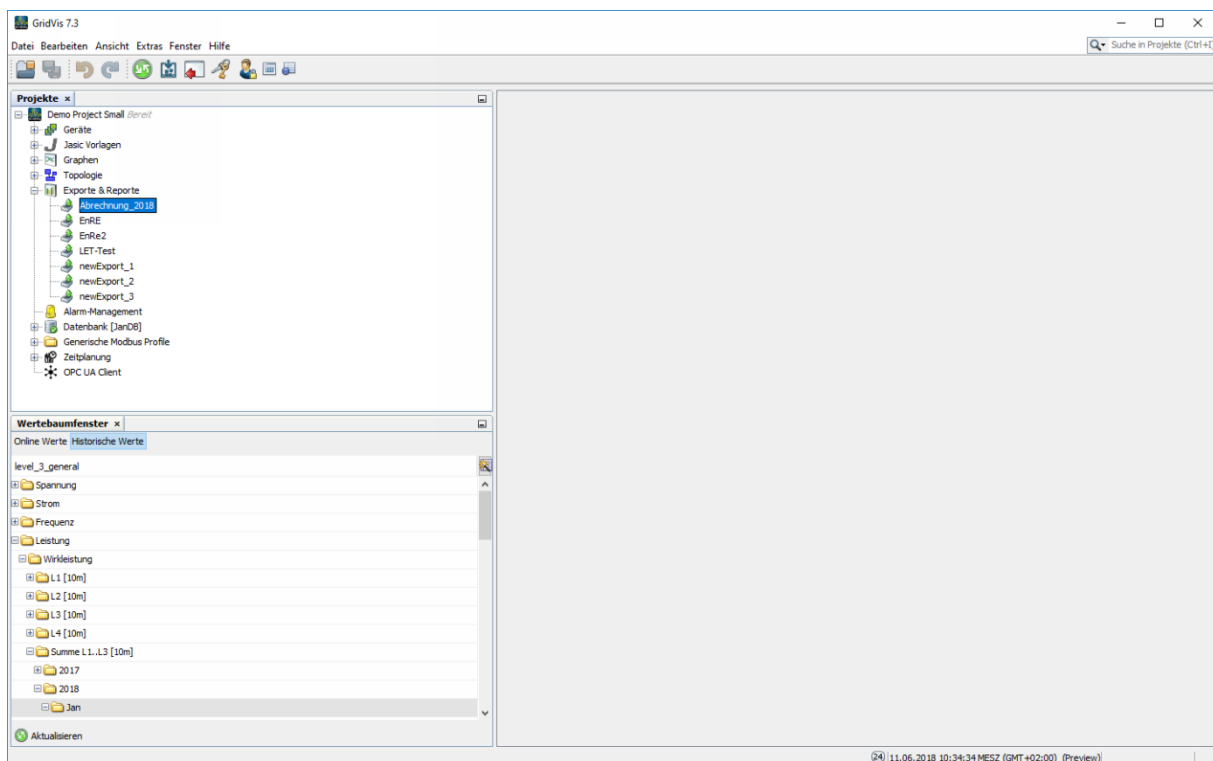 GridVis 7.3
Datei Bearbeiten Ansicht Extras Fenster Hilfe
Suche in Projekte (Ctrl+I)
Projekte
Demo Project Small Bereit
Geräte
Jasic Vorlagen
Graphen
Topologie
Exporte & Reporte
Abrechnung_2018
EnRE
EnRe2
LET-Test
newExport_1
newExport_2
newExport_3
Alarm-Management
Datenbank [JanDB]
Generische Modbus Profile
Zeitplanung
OPC UA Client
Wertebaumfenster
Online Werte Historische Werte
level_3_general
Spannung
Strom
Frequenz
Leistung
Wirkleistung
L1 [10m]
L2 [10m]
L3 [10m]
L4 [10m]
Summe L1..L3 [10m]
2017
2018
Jan
Aktualisieren
24 11.06.2018 10:34:34 MESZ (GMT+02:00) (Preview)